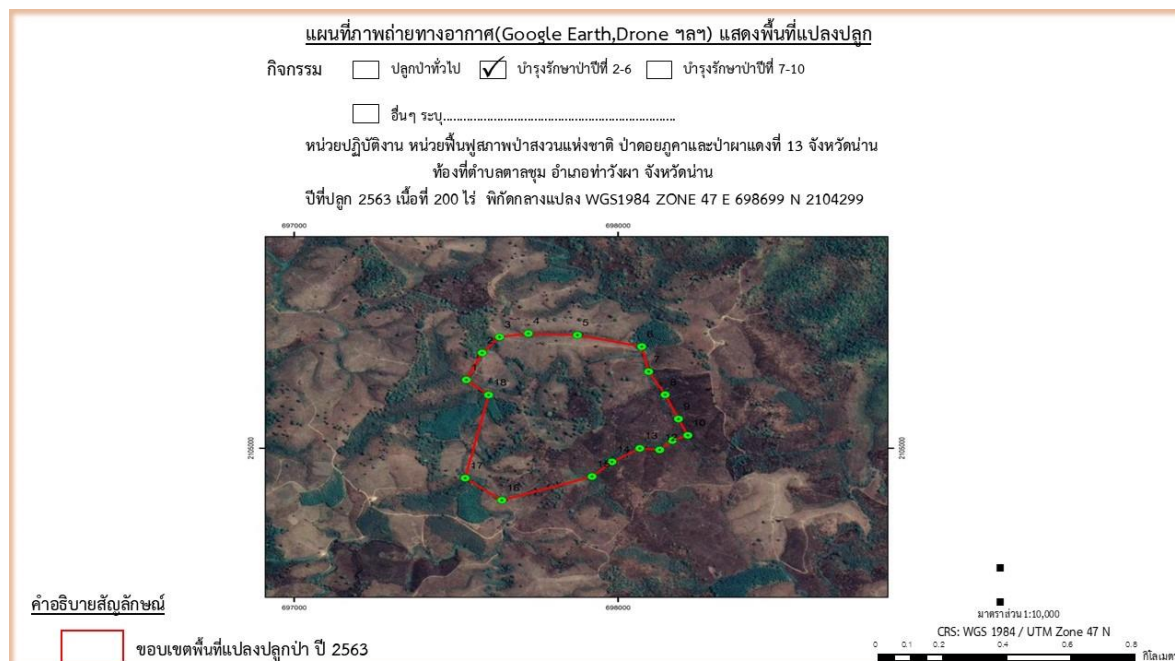 แผนที่ภาพถ่ายทางอากาศ(Google Earth,Drone ฯลฯ) แสดงพื้นที่แปลงปลูก
กิจกรรม ปลูกป่าทั่วไป บำรุงรักษาป่าปีที่ 2-6 บำรุงรักษาป่าปีที่ 7-10
อื่นๆ ระบุ......................................................................
หน่วยปฏิบัติงาน หน่วยฟื้นฟูสภาพป่าสงวนแห่งชาติ ป่าดอยภูคาและป่าผาแดงที่ 13 จังหวัดน่าน
ท้องที่ตำบลตาลชุม อำเภอท่าวังผา จังหวัดน่าน
ปีที่ปลูก 2563 เนื้อที่ 200 ไร่ พิกัดกลางแปลง WGS1984 ZONE 47 E 698699 N 2104299
697000 698000
3 4 5
6
1
18
8
9
10
2105000 13 2105000
14
17
16
697000 698000
คำอธิบายสัญลักษณ์
ขอบเขตพื้นที่แปลงปลูกป่า ปี 2563
มาตราส่วน 1:10,000
CRS: WGS 1984 / UTM Zone 47 N
0 0.1 0.2 0.4 0.6 0.8
กิโลเมตร